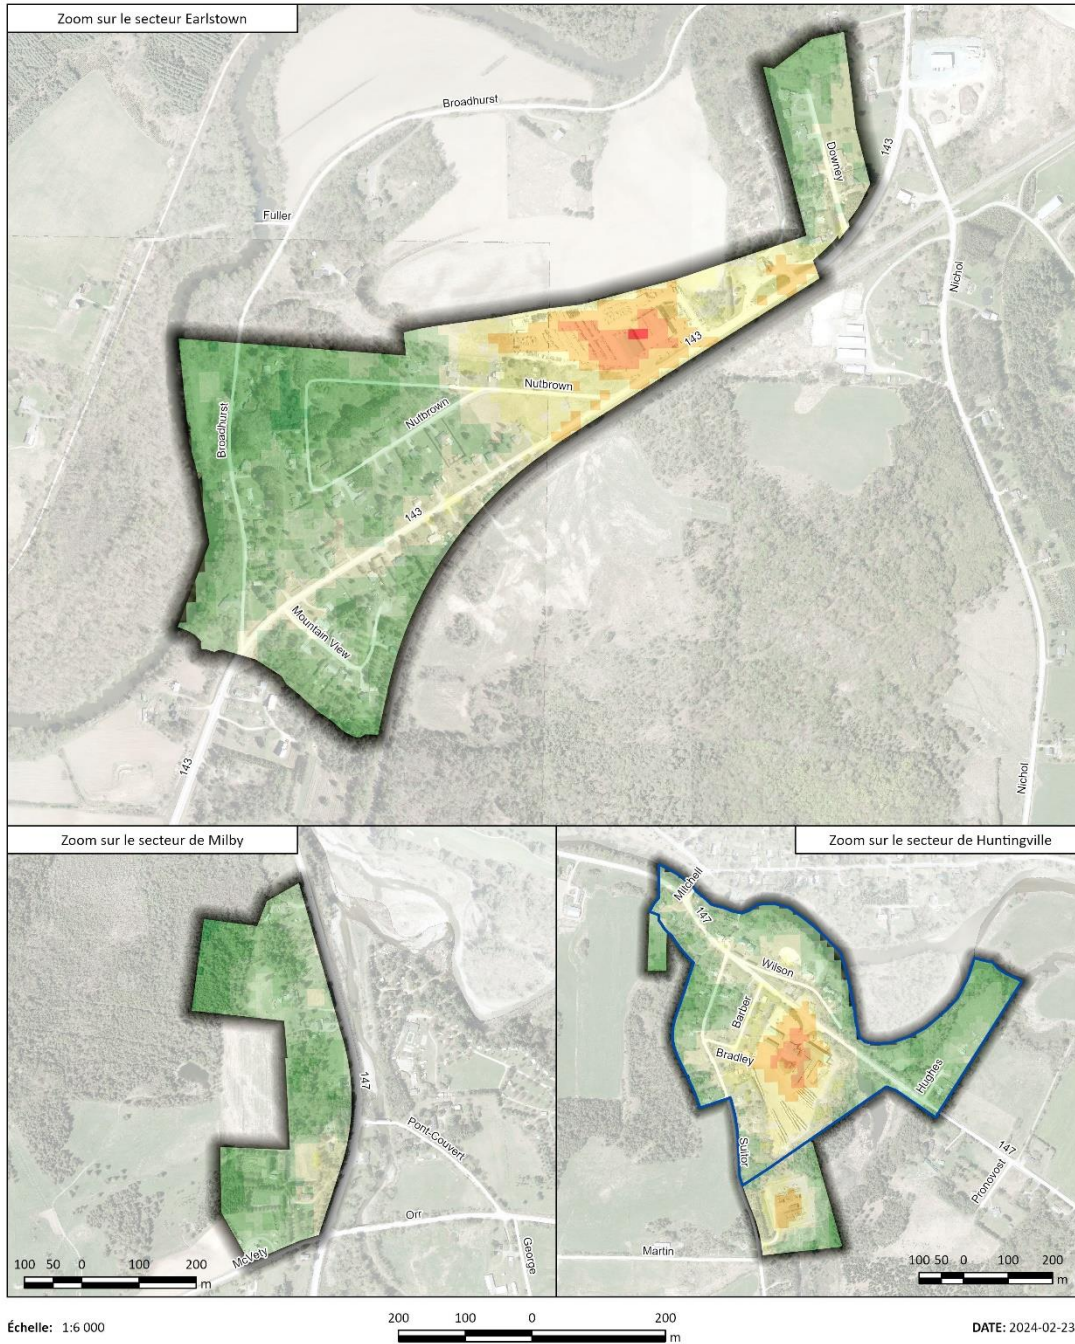 Zoom sur le secteur Earlstown
Broadhurst
Downey
143
Fuller
Nichol
143
Nutbrown
Nutbrown
Broadhurst
143
Mountain View
143
Nichol
Zoom sur le secteur de Milby
147
Pont-Couvert
Orr
McVety
George
100 50 0 100 200
m
Zoom sur le secteur de Huntingville
Mitchell
147
Wilson
Barber
Bradley
Hughes
Suitor
147
Pronovost
Martin
100 50 0 100 200
m
Échelle: 1:6 000
200 100 0 200
m
DATE: 2024-02-23